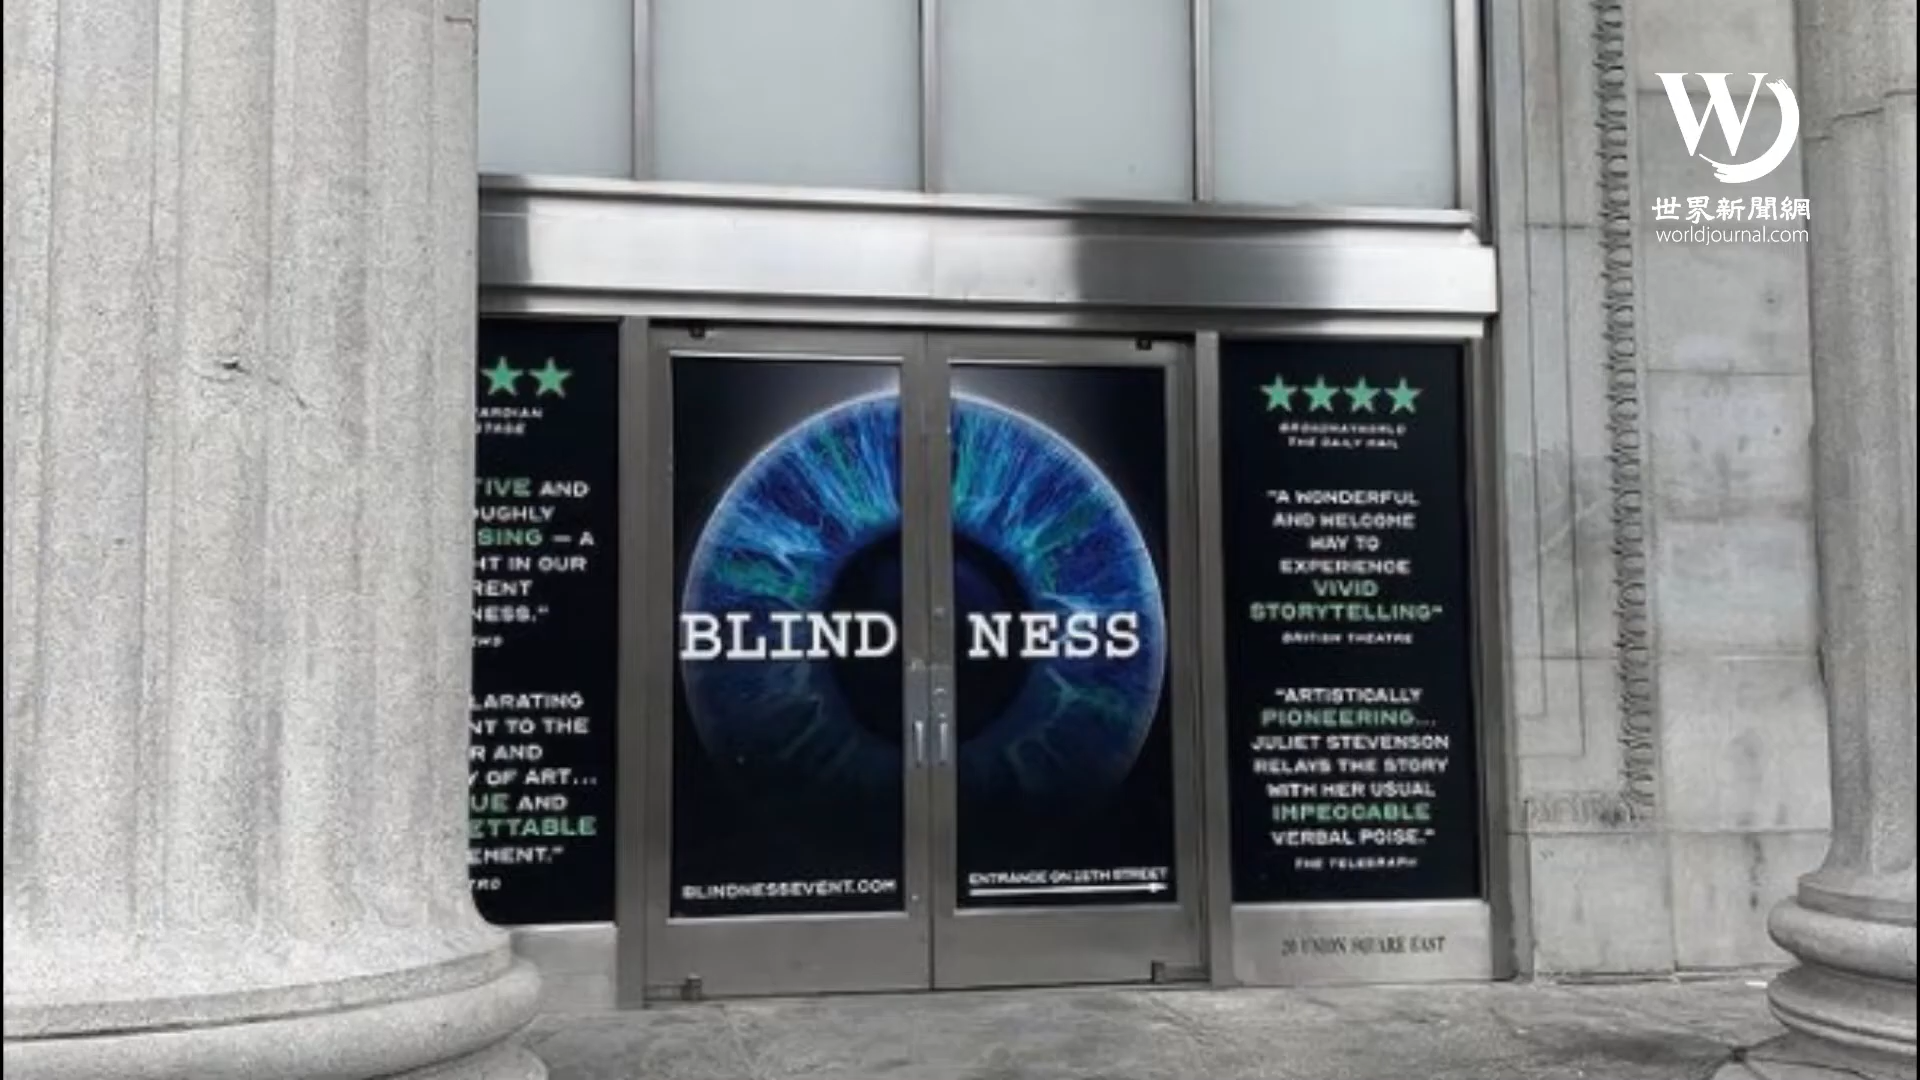 W
世界新聞網
worldjournal.com
TIVE AND
OUGHLY
SING – A
HT IN OUR
RENT
NESS."
LARATING
NT TO THE
R AND
Y OF ART...
UE AND
ETTABLE
EMENT."
BLINDNESS
BLINDNESSEVENT.COM
ENTRANCE ON 15TH STREET
BROADWAYWORLD
THE DAILY MAIL
"A WONDERFUL
AND WELCOME
WAY TO
EXPERIENCE
VIVID
STORYTELLING"
BRITISH THEATRE
"ARTISTICALLY
PIONEERING...
JULIET STEVENSON
RELAYS THE STORY
WITH HER USUAL
IMPECCABLE
VERBAL POISE."
THE TELEGRAPH
20 UNION SQUARE EAST